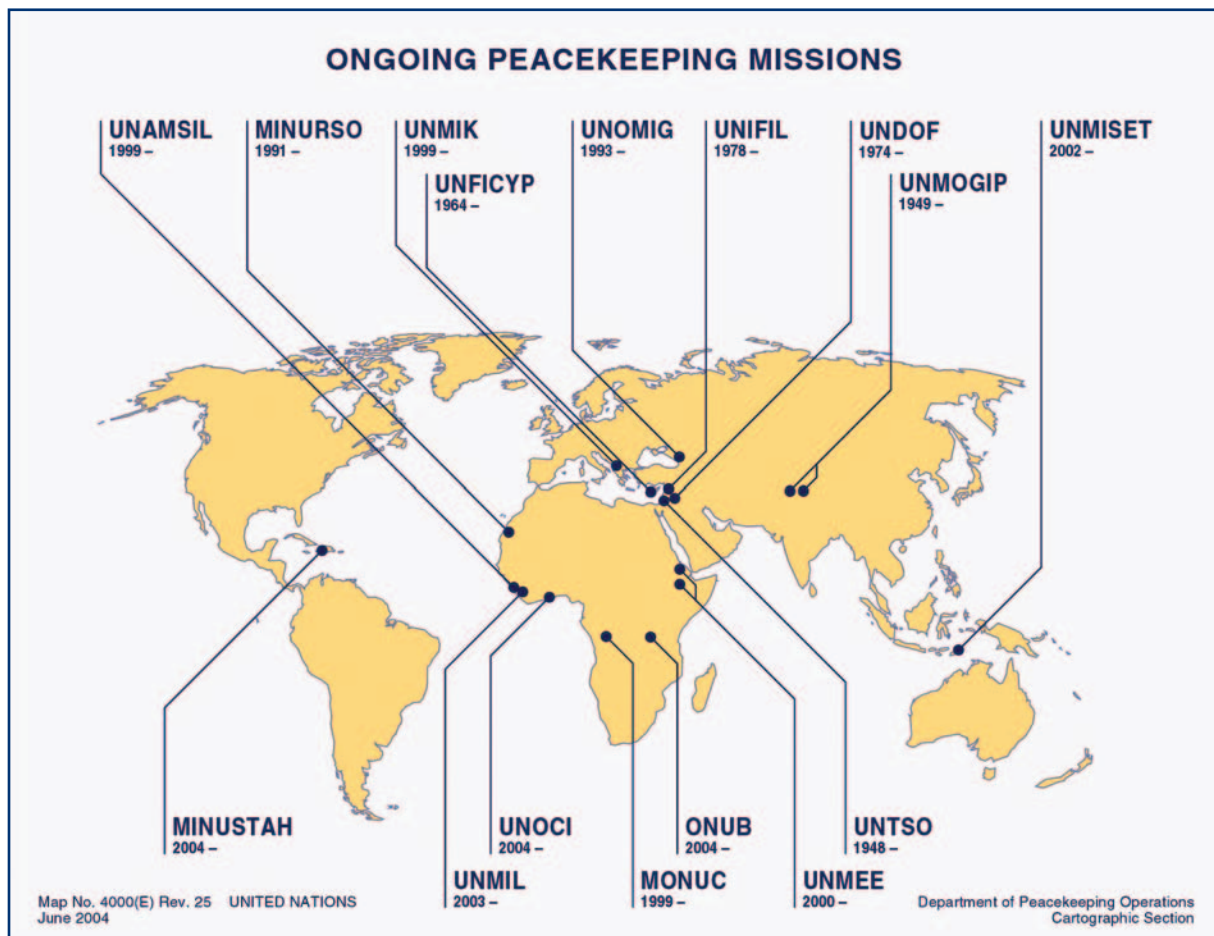 ONGOING PEACEKEEPING MISSIONS
UNAMSIL
1999 –
MINURSO
1991 –
UNMIK
1999 –
UNFICYP
1964 –
UNOMIG
1993 –
UNIFIL
1978 –
UNDOF
1974 –
UNMOGIP
1949 –
UNMISET
2002 –
MINUSTAH
2004 –
UNMIL
2003 –
UNOCI
2004 –
MONUC
1999 –
ONUB
2004 –
UNMEE
2000 –
UNTSO
1948 –
Map No. 4000(E) Rev. 25 UNITED NATIONS
June 2004
Department of Peacekeeping Operations
Cartographic Section